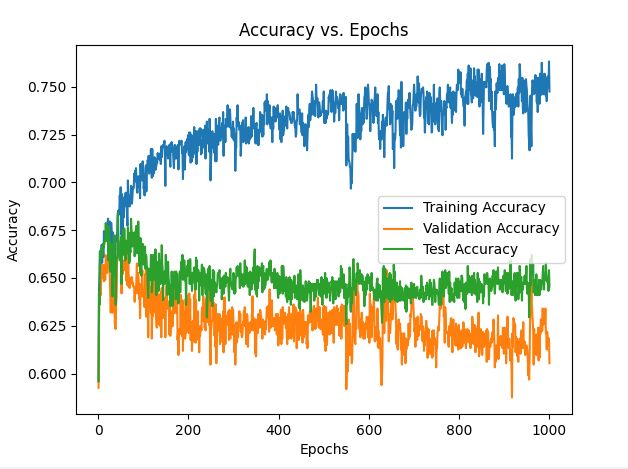 Accuracy vs. Epochs
Accuracy
0.750
0.725
0.700
0.675
0.650
0.625
0.600
Training Accuracy
Validation Accuracy
Test Accuracy
0 200 400 600 800 1000
Epochs